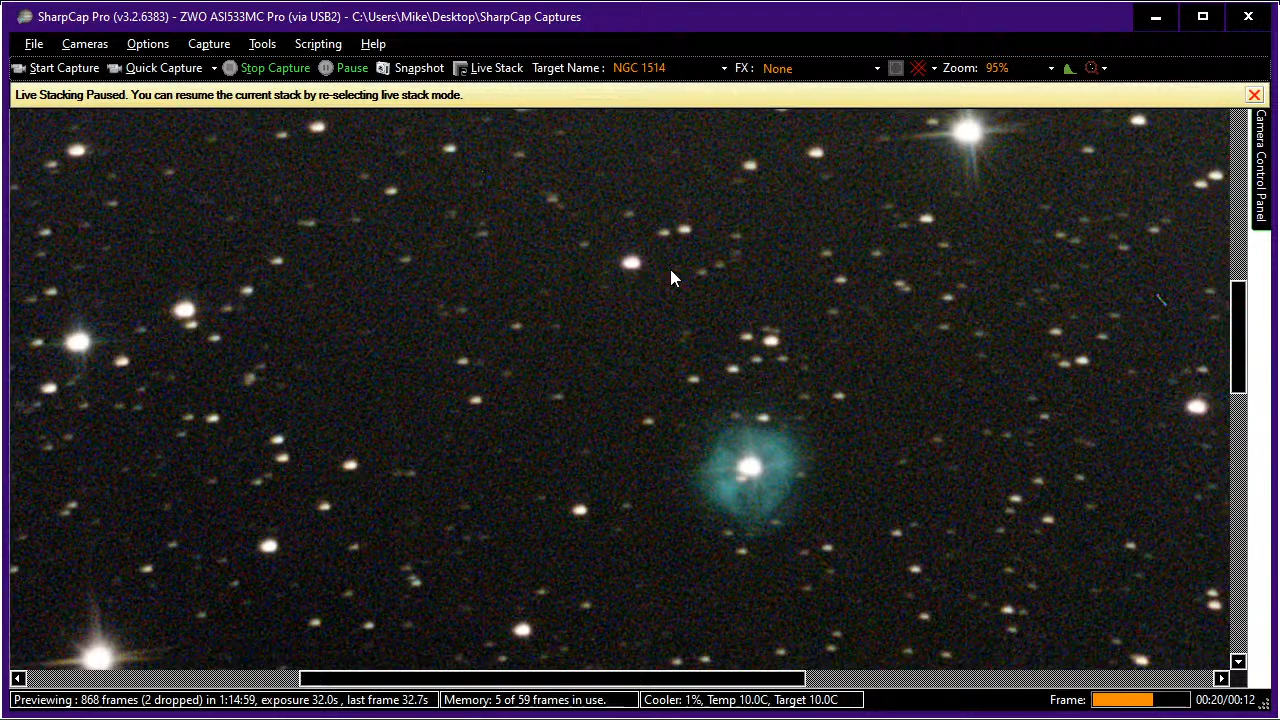 SharpCap Pro (v3.2.6383) - ZWO ASI533MC Pro (via USB2) - C:\Users\Mike\Desktop\SharpCap Captures
File Cameras Options Capture Tools Scripting Help
Start Capture Quick Capture Stop Capture Pause Snapshot Live Stack Target Name : NGC 1514 FX : None Zoom: 95%
Live Stacking Paused. You can resume the current stack by re-selecting live stack mode.
Camera Control Panel
Previewing : 868 frames (2 dropped) in 1:14:59, exposure 32.0s , last frame 32.7s Memory: 5 of 59 frames in use. Cooler: 1%, Temp 10.0C, Target 10.0C Frame: 00:20/00:12